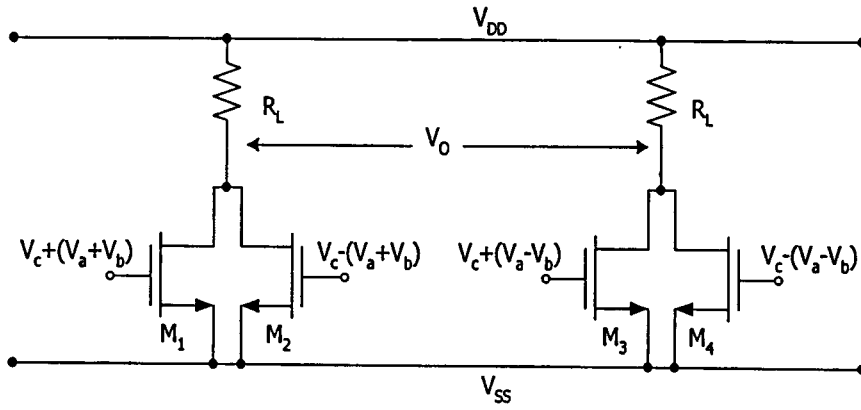 V_DD
R_L
R_L
V_O
V_c+(V_a+V_b)
V_c-(V_a+V_b)
V_c+(V_a-V_b)
V_c-(V_a-V_b)
M_1
M_2
M_3
M_4
V_SS